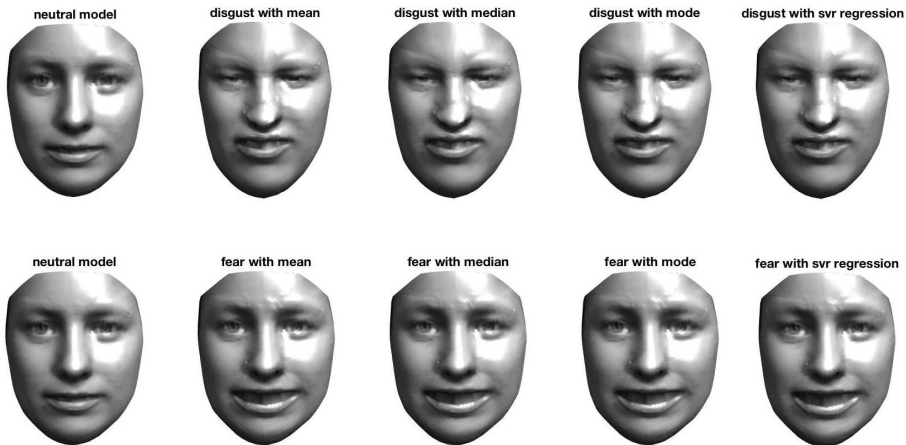 neutral model
disgust with mean
disgust with median
disgust with mode
disgust with svr regression
neutral model
fear with mean
fear with median
fear with mode
fear with svr regression